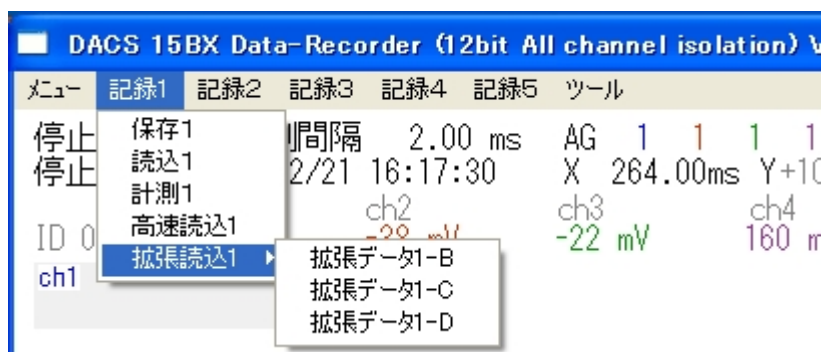 DACS 15BX Data-Recorder (12bit All channel isolation)
ﾒﾆｭｰ 記録1 記録2 記録3 記録4 記録5 ツール
停止 間隔 2.00 ms AG 1 1 1 1
停止 2/21 16:17:30 X 264.00ms Y+10
ch2 ch3 ch4
ID 0 -22 mV 160
ch1
保存1
読込1
計測1
高速読込1
拡張読込1
拡張ﾃﾞｰﾀ1-B
拡張ﾃﾞｰﾀ1-C
拡張ﾃﾞｰﾀ1-D